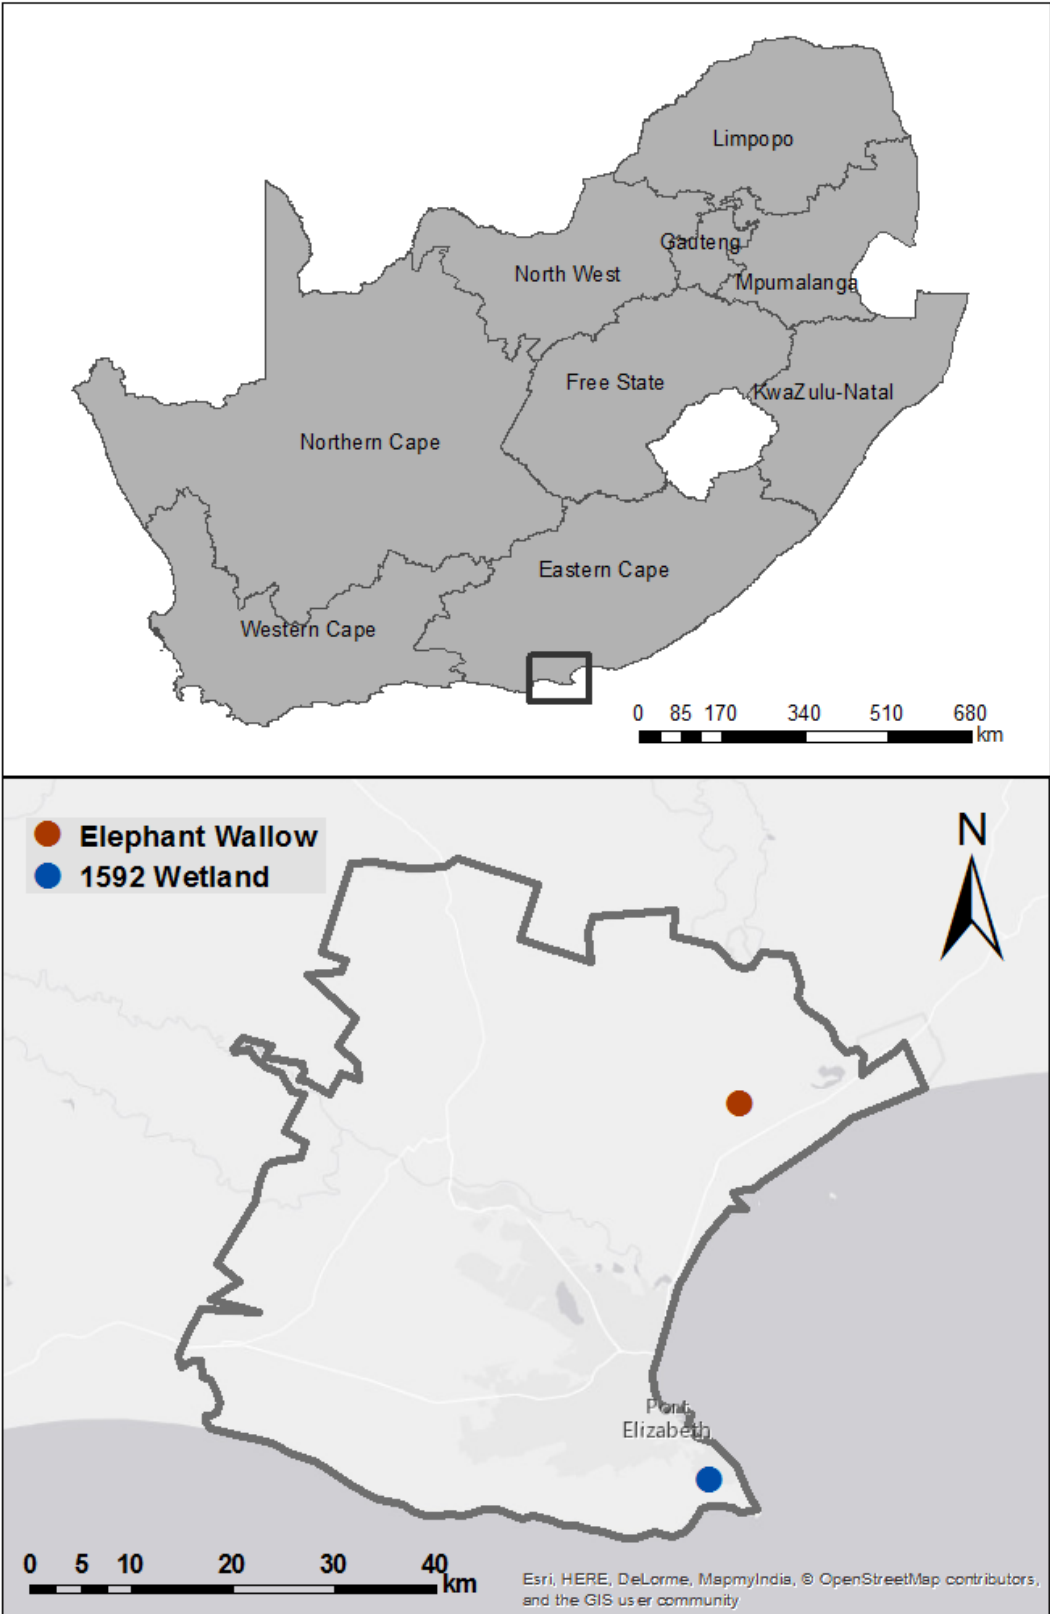 Limpopo
Gauteng
North West
Mpumalanga
Free State
KwaZulu-Natal
Northern Cape
Eastern Cape
Western Cape
0 85 170 340 510 680
km
Elephant Wallow
1592 Wetland
N
Port
Elizabeth
0 5 10 20 30 40
km
Esri, HERE, DeLorme, MapmyIndia, © OpenStreetMap contributors,
and the GIS user community